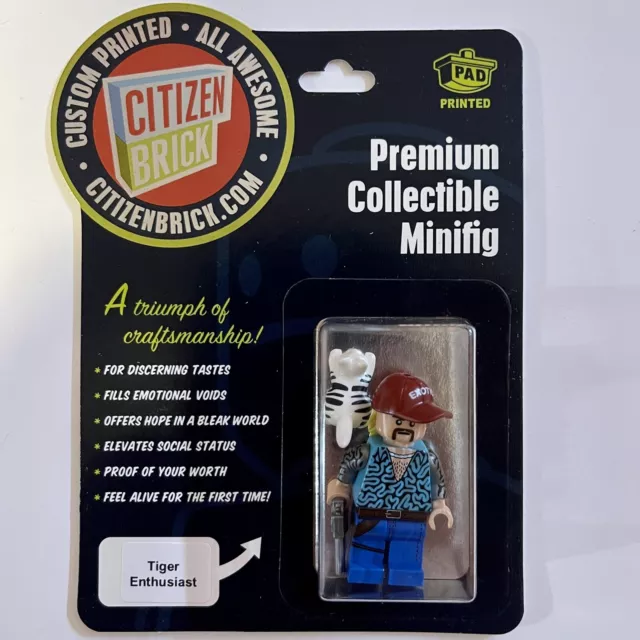 CUSTOM PRINTED • ALL AWESOME • CITIZENBRICK.COM
CITIZEN
BRICK
PAD
PRINTED
Premium
Collectible
Minifig
A triumph of
craftsmanship!
* FOR DISCERNING TASTES
* FILLS EMOTIONAL VOIDS
* OFFERS HOPE IN A BLEAK WORLD
* ELEVATES SOCIAL STATUS
* PROOF OF YOUR WORTH
* FEEL ALIVE FOR THE FIRST TIME!
Tiger
Enthusiast